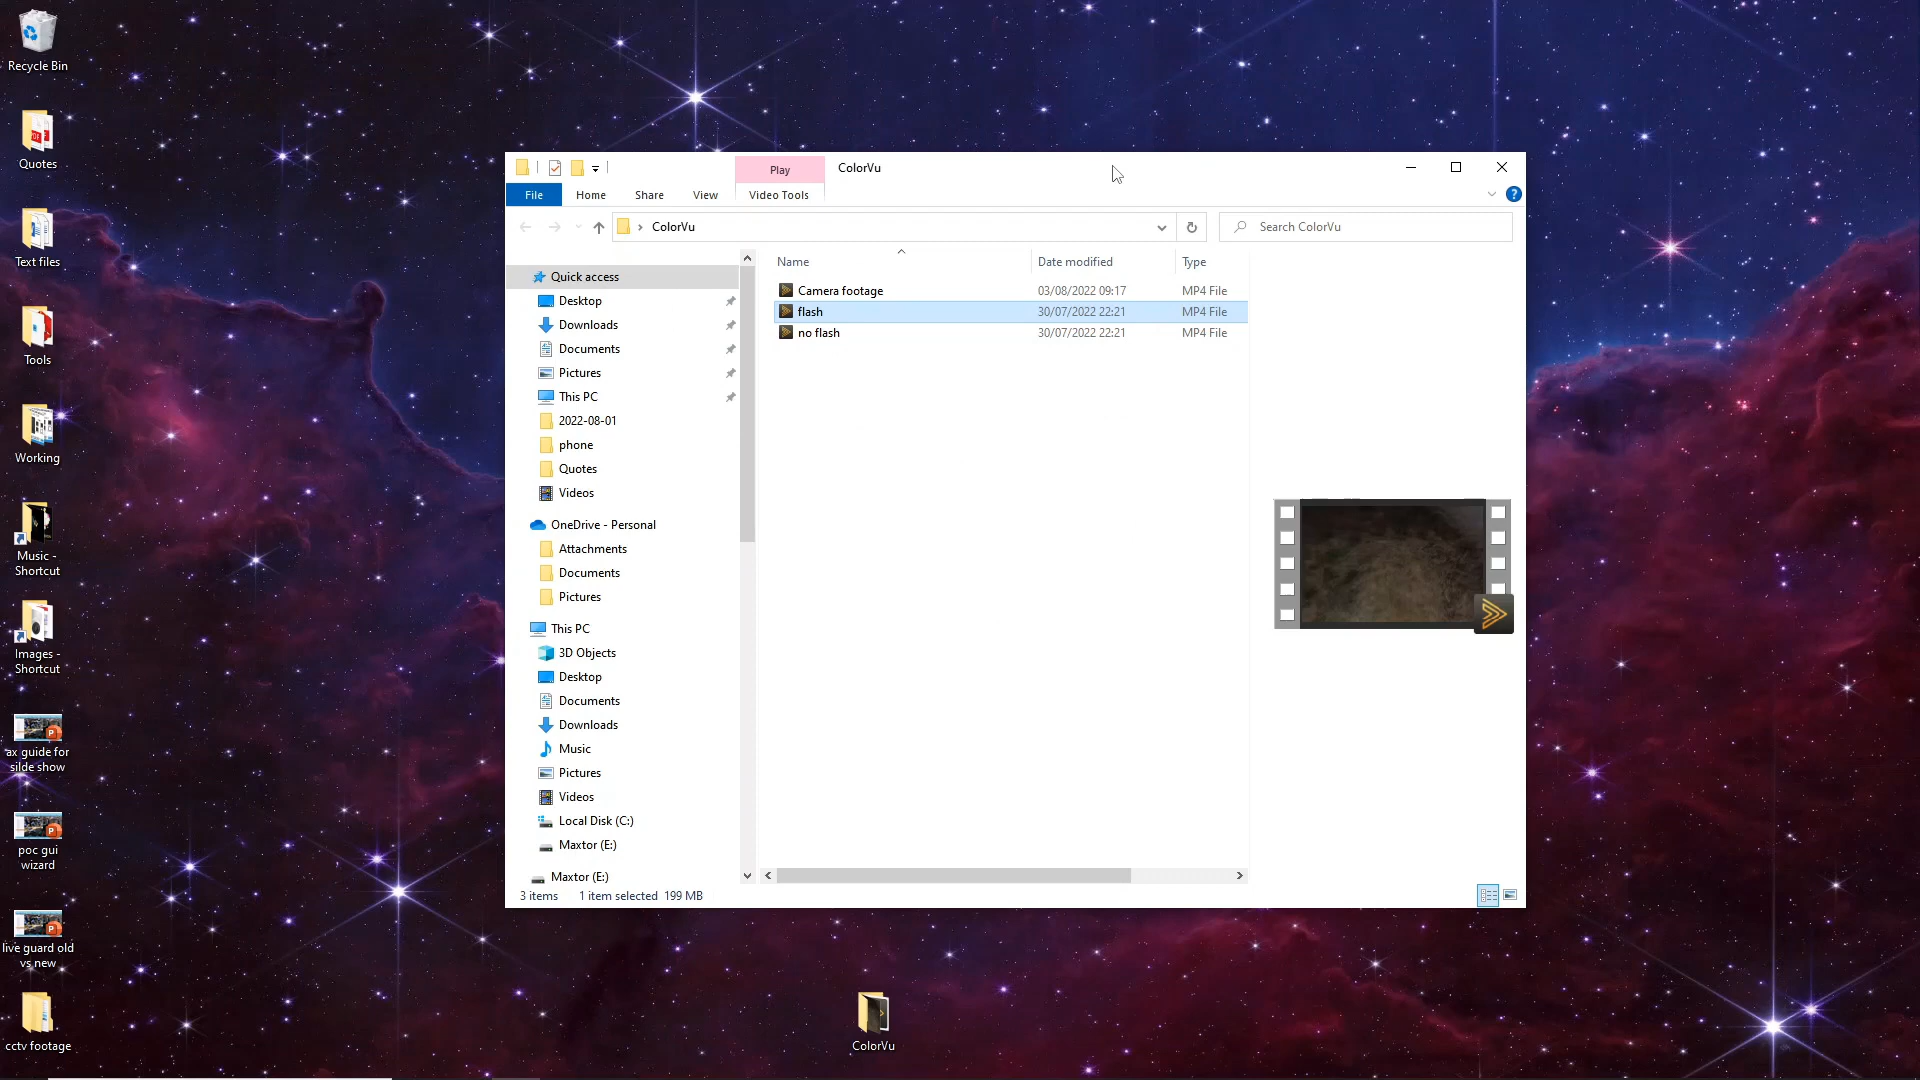 Recycle Bin
Quotes
Text files
Tools
Working
Music -
Shortcut
Images -
Shortcut
ax guide for
silde show
poc gui
wizard
live guard old
vs new
cctv footage
ColorVu
Play
ColorVu
File
Home
Share
View
Video Tools
ColorVu
Search ColorVu
Quick access
Desktop
Downloads
Documents
Pictures
This PC
2022-08-01
phone
Quotes
Videos
OneDrive - Personal
Attachments
Documents
Pictures
This PC
3D Objects
Desktop
Documents
Downloads
Music
Pictures
Videos
Local Disk (C:)
Maxtor (E:)
Maxtor (E:)
Name
Date modified
Type
Camera footage
03/08/2022 09:17
MP4 File
flash
30/07/2022 22:21
MP4 File
no flash
30/07/2022 22:21
MP4 File
3 items
1 item selected 199 MB